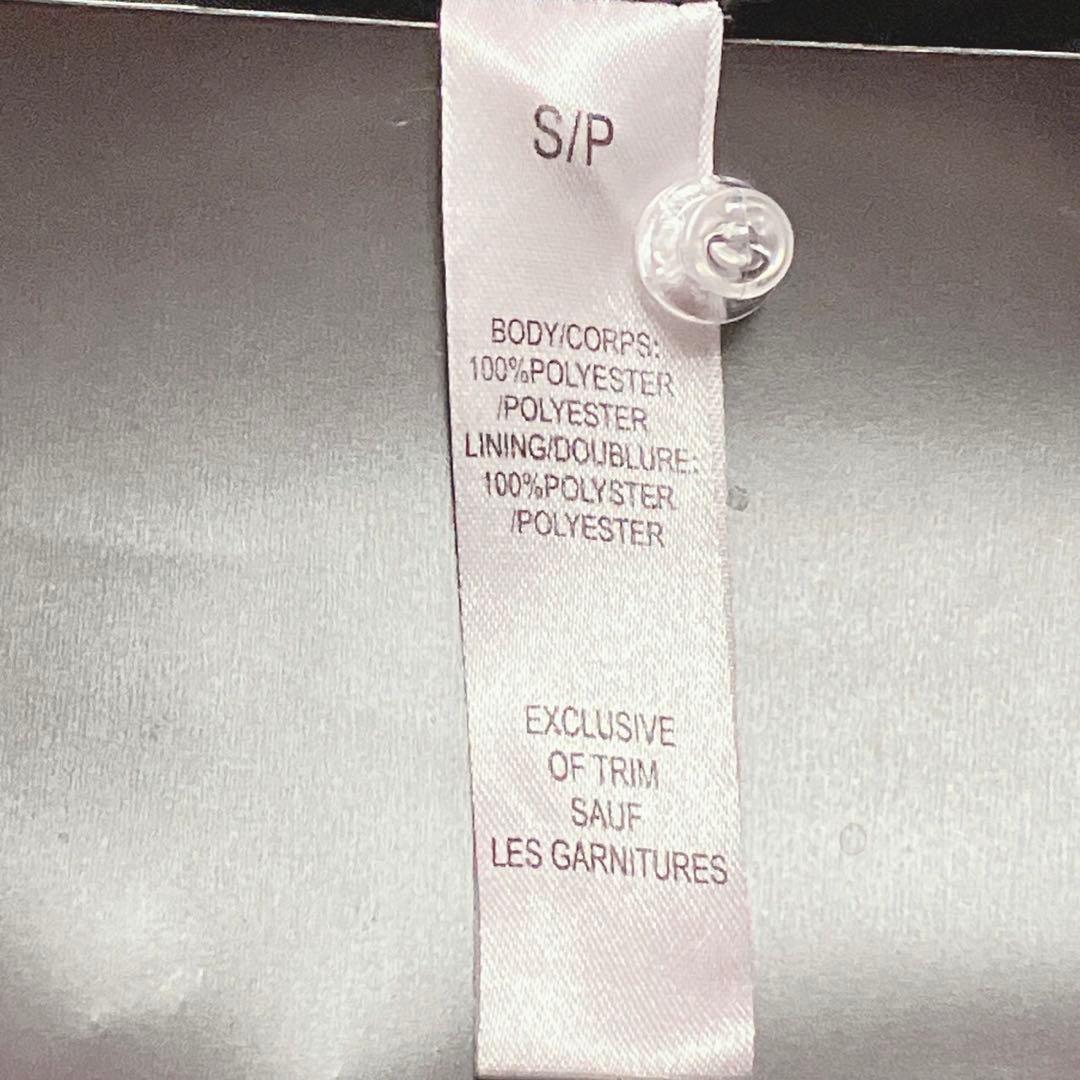 S/P
BODY/CORPS:
100%POLYESTER
/POLYESTER
LINING/DOUBLURE:
100%POLYSTER
/POLYESTER
EXCLUSIVE
OF TRIM
SAUF
LES GARNITURES